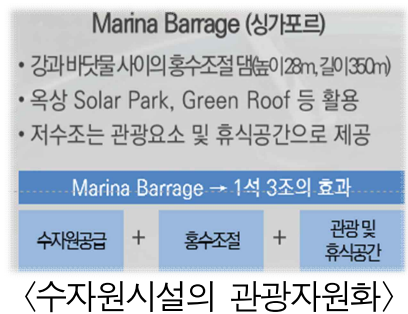 Marina Barrage (싱가포르)
• 강과 바닷물 사이의 홍수조절 댐(높이28m, 길이350m)
• 옥상 Solar Park, Green Roof 등 활용
• 저수조는 관광요소 및 휴식공간으로 제공
Marina Barrage → 1석 3조의 효과
수자원공급 + 홍수조절 + 관광 및
휴식공간
<수자원시설의 관광자원화>